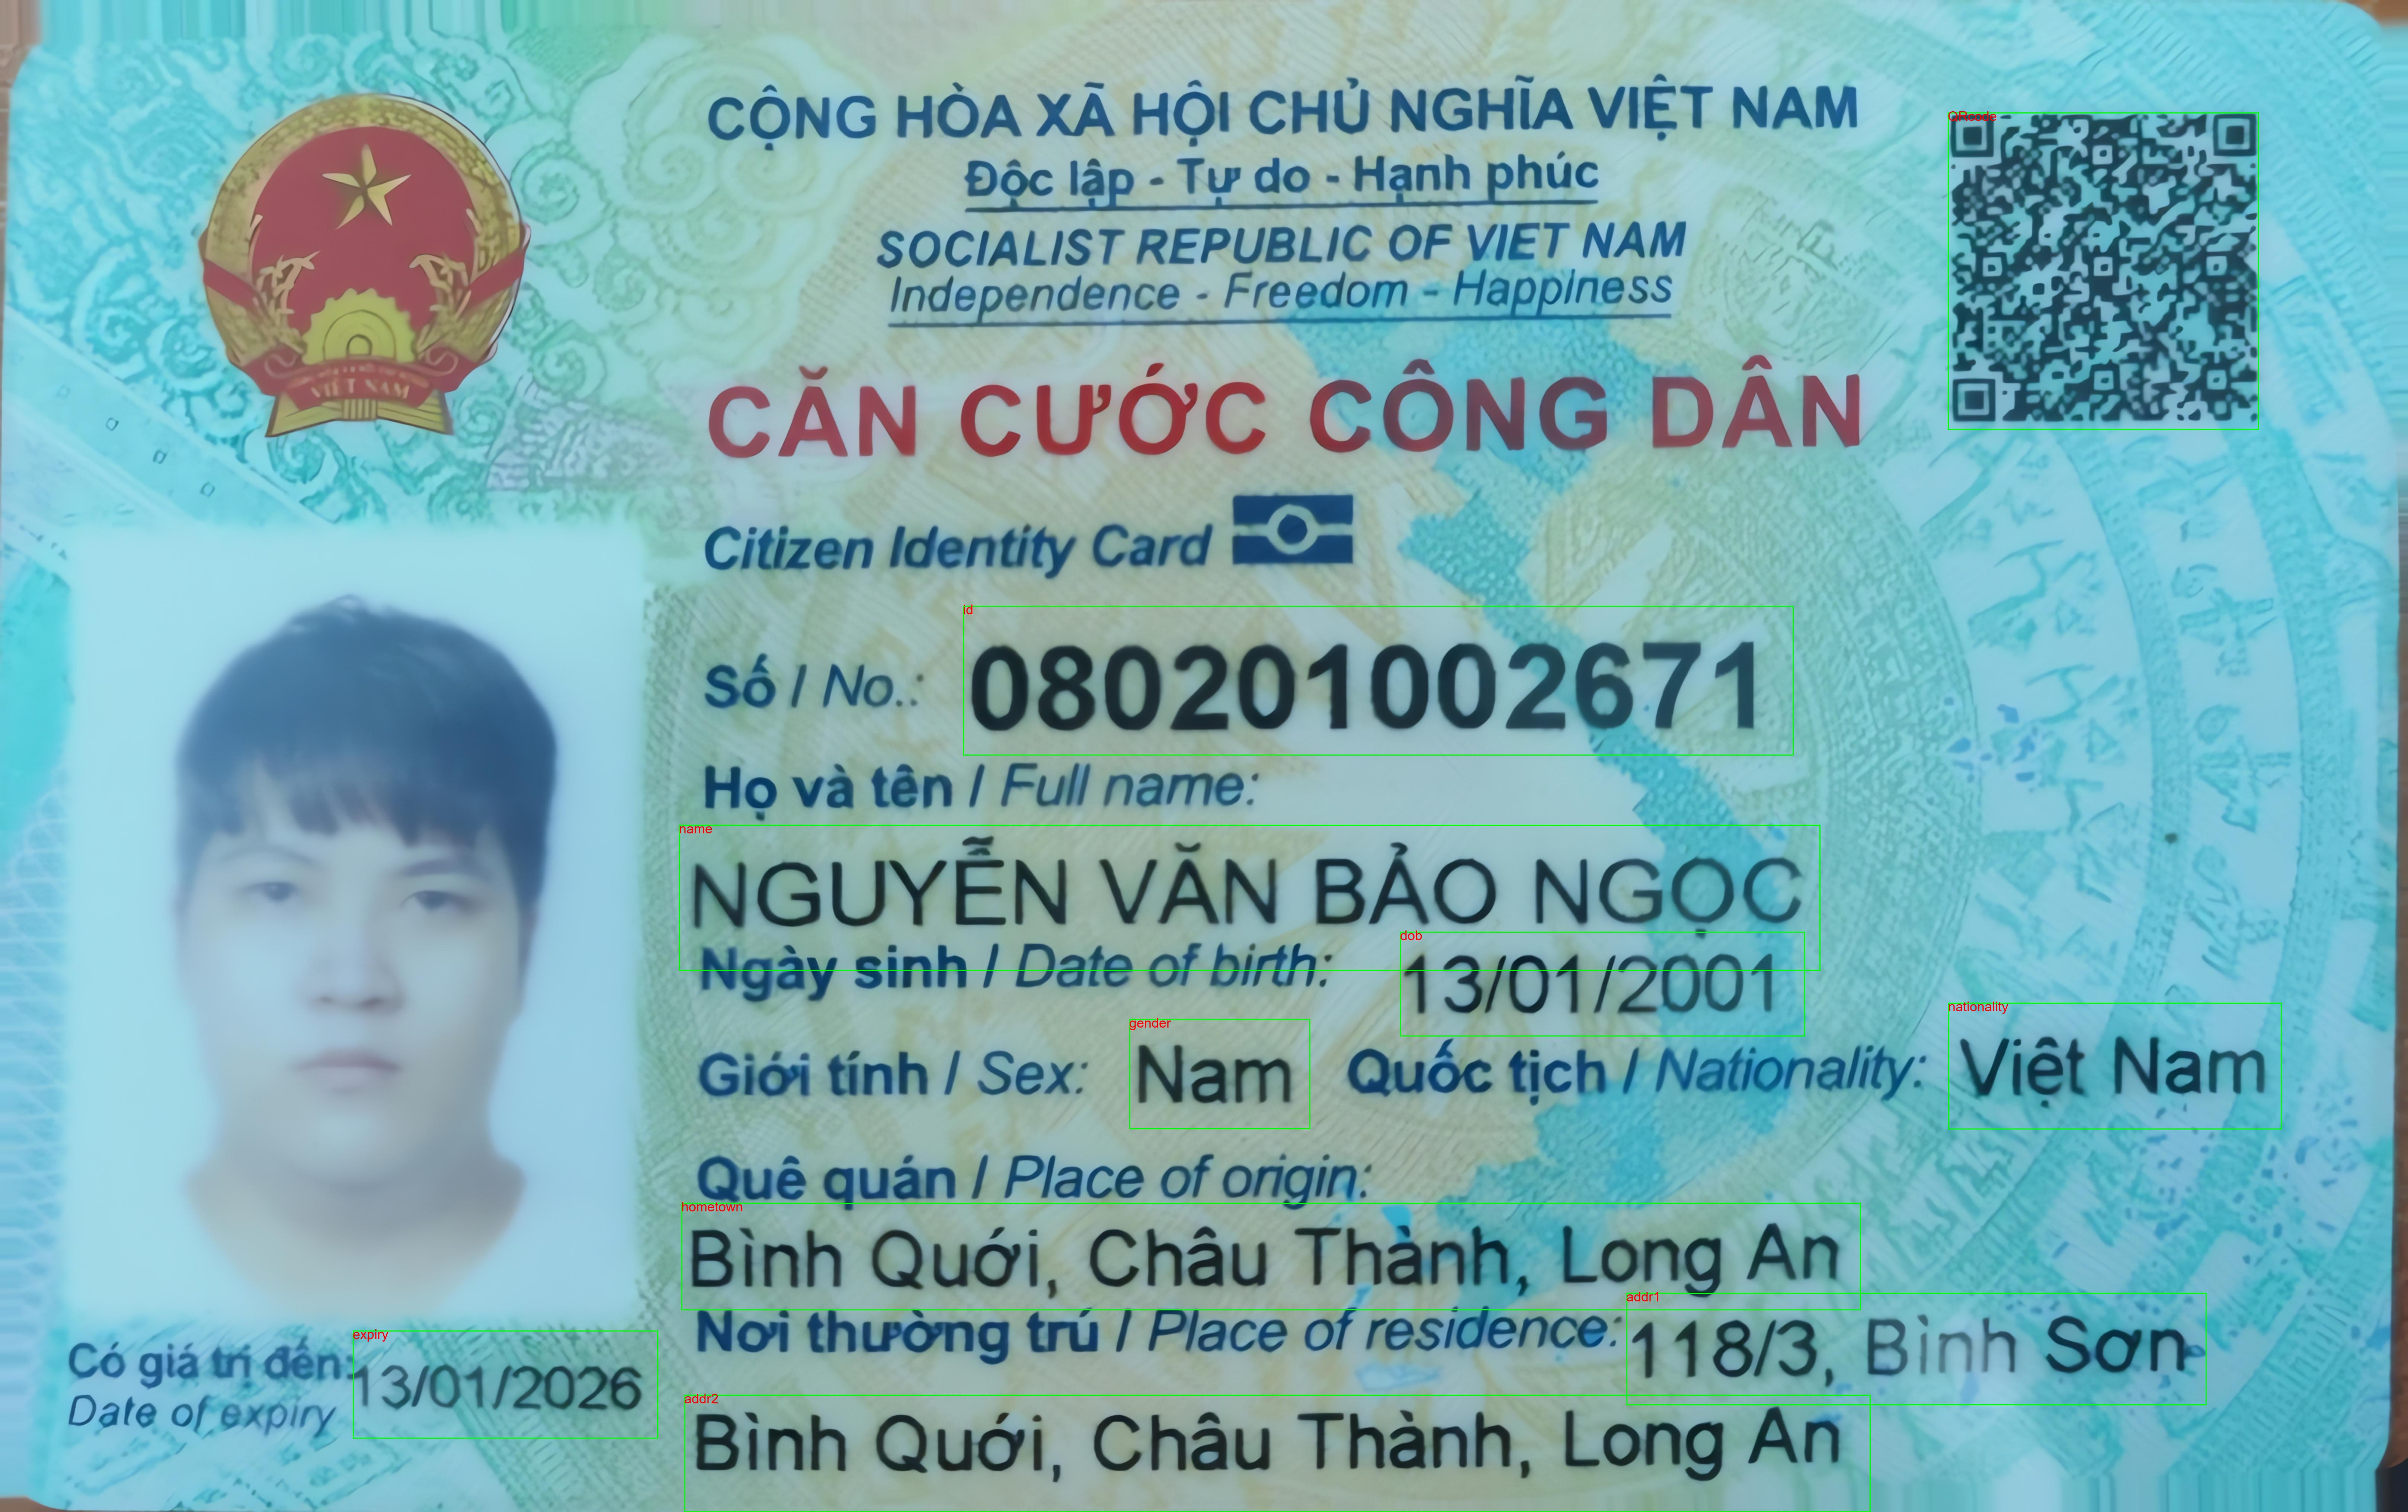 CỘNG HÒA XÃ HỘI CHỦ NGHĨA VIỆT NAM
Độc lập - Tự do - Hạnh phúc
SOCIALIST REPUBLIC OF VIET NAM
Independence - Freedom - Happiness
VIỆT NAM
QRcode
CĂN CƯỚC CÔNG DÂN
Citizen Identity Card
id
Số / No.: 080201002671
Họ và tên / Full name:
name
NGUYỄN VĂN BẢO NGỌC
dob
Ngày sinh / Date of birth: 13/01/2001
gender
nationality
Giới tính / Sex: Nam Quốc tịch / Nationality: Việt Nam
Quê quán / Place of origin:
hometown
Bình Quới, Châu Thành, Long An
addr1
Nơi thường trú / Place of residence: 118/3, Bình Sơn
addr2
Bình Quới, Châu Thành, Long An
expiry
Có giá trị đến: 13/01/2026
Date of expiry